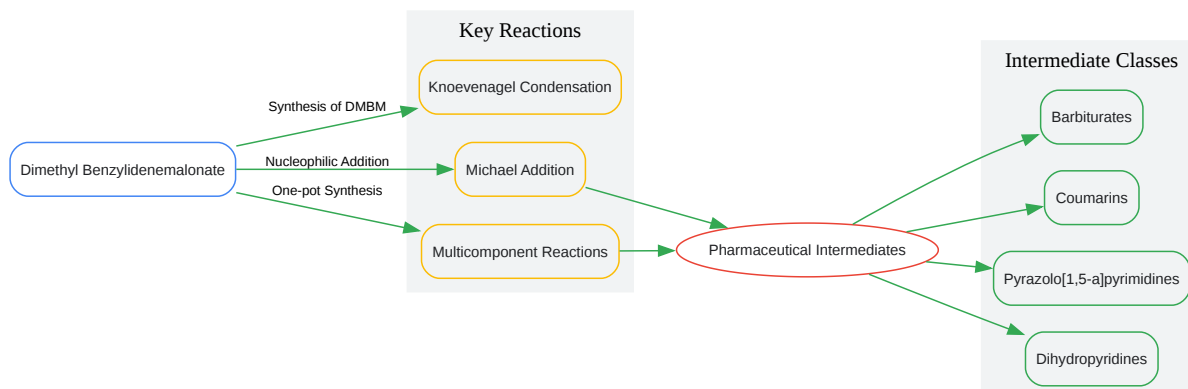 Key Reactions
Intermediate Classes
Knoevenagel Condensation
Synthesis of DMBM
Barbiturates
Dimethyl Benzylidenemalonate
Nucleophilic Addition
Michael Addition
One-pot Synthesis
Coumarins
Multicomponent Reactions
Pharmaceutical Intermediates
Pyrazolo[1,5-a]pyrimidines
Dihydropyridines